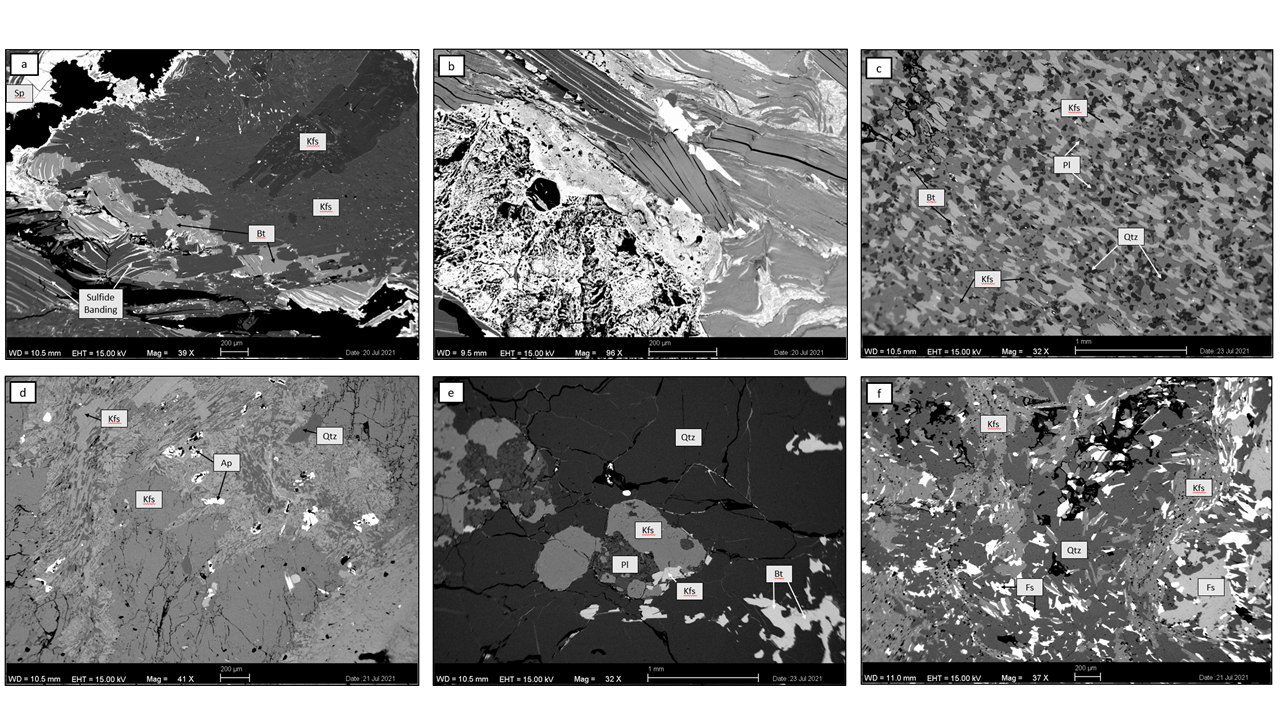 a
Sp
Kfs
Kfs
Bt
Sulfide
Banding
200 µm
WD = 10.5 mm EHT = 15.00 kV Mag = 39 X Date :20 Jul 2021
b
200 µm
WD = 9.5 mm EHT = 15.00 kV Mag = 96 X Date :20 Jul 2021
c
Kfs
Pl
Bt
Qtz
Kfs
1 mm
WD = 10.5 mm EHT = 15.00 kV Mag = 32 X Date :23 Jul 2021
d
Kfs
Qtz
Ap
Kfs
200 µm
WD = 10.5 mm EHT = 15.00 kV Mag = 41 X Date :21 Jul 2021
e
Qtz
Kfs
Pl
Bt
Kfs
1 mm
WD = 10.5 mm EHT = 15.00 kV Mag = 32 X Date :23 Jul 2021
f
Kfs
Kfs
Qtz
Fs
Fs
200 µm
WD = 11.0 mm EHT = 15.00 kV Mag = 37 X Date :21 Jul 2021